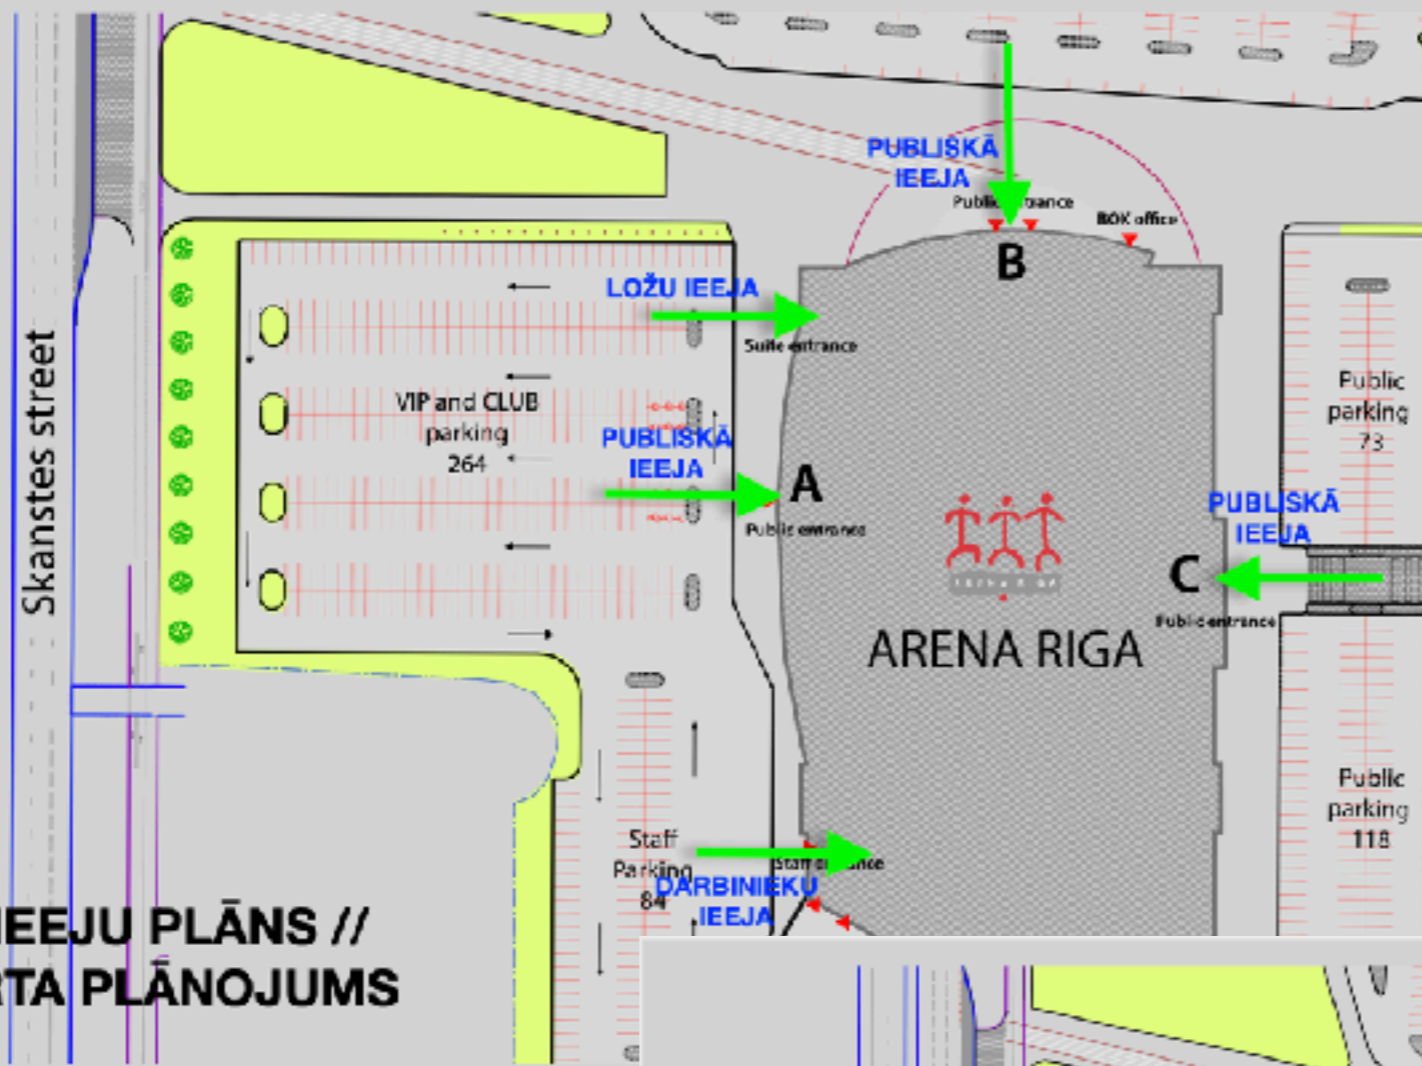 PUBLISKĀ
IEEJA
BOX office
B
LOŽU IEEJA
Suite entrance
VIP and CLUB
parking
264
PUBLISKĀ
IEEJA
A
Public entrance
Public
parking
73
PUBLISKĀ
IEEJA
C
Public entrance
Skanstes street
ARENA RIGA
Public
parking
118
Staff
Parking
84
DARBINIEKU
IEEJA
IEEJU PLĀNS //
RTA PLĀNOJUMS